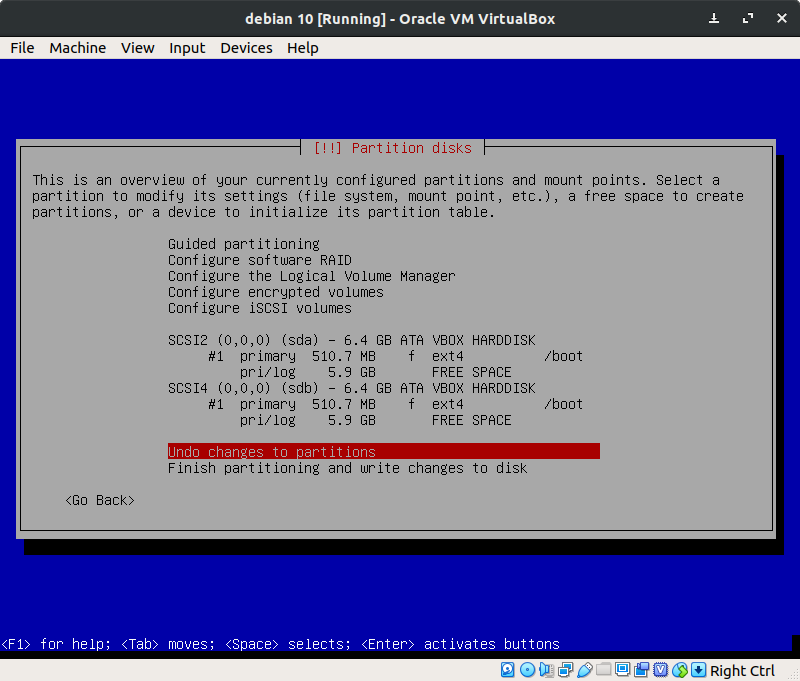 debian 10 [Running] - Oracle VM VirtualBox
File Machine View Input Devices Help
[!!] Partition disks
This is an overview of your currently configured partitions and mount points. Select a
partition to modify its settings (file system, mount point, etc.), a free space to create
partitions, or a device to initialize its partition table.
Guided partitioning
Configure software RAID
Configure the Logical Volume Manager
Configure encrypted volumes
Configure iSCSI volumes
SCSI2 (0,0,0) (sda) - 6.4 GB ATA VBOX HARDDISK
#1 primary 510.7 MB f ext4 /boot
pri/log 5.9 GB FREE SPACE
SCSI4 (0,0,0) (sdb) - 6.4 GB ATA VBOX HARDDISK
#1 primary 510.7 MB f ext4 /boot
pri/log 5.9 GB FREE SPACE
Undo changes to partitions
Finish partitioning and write changes to disk
<Go Back>
<F1> for help; <Tab> moves; <Space> selects; <Enter> activates buttons
Right Ctrl